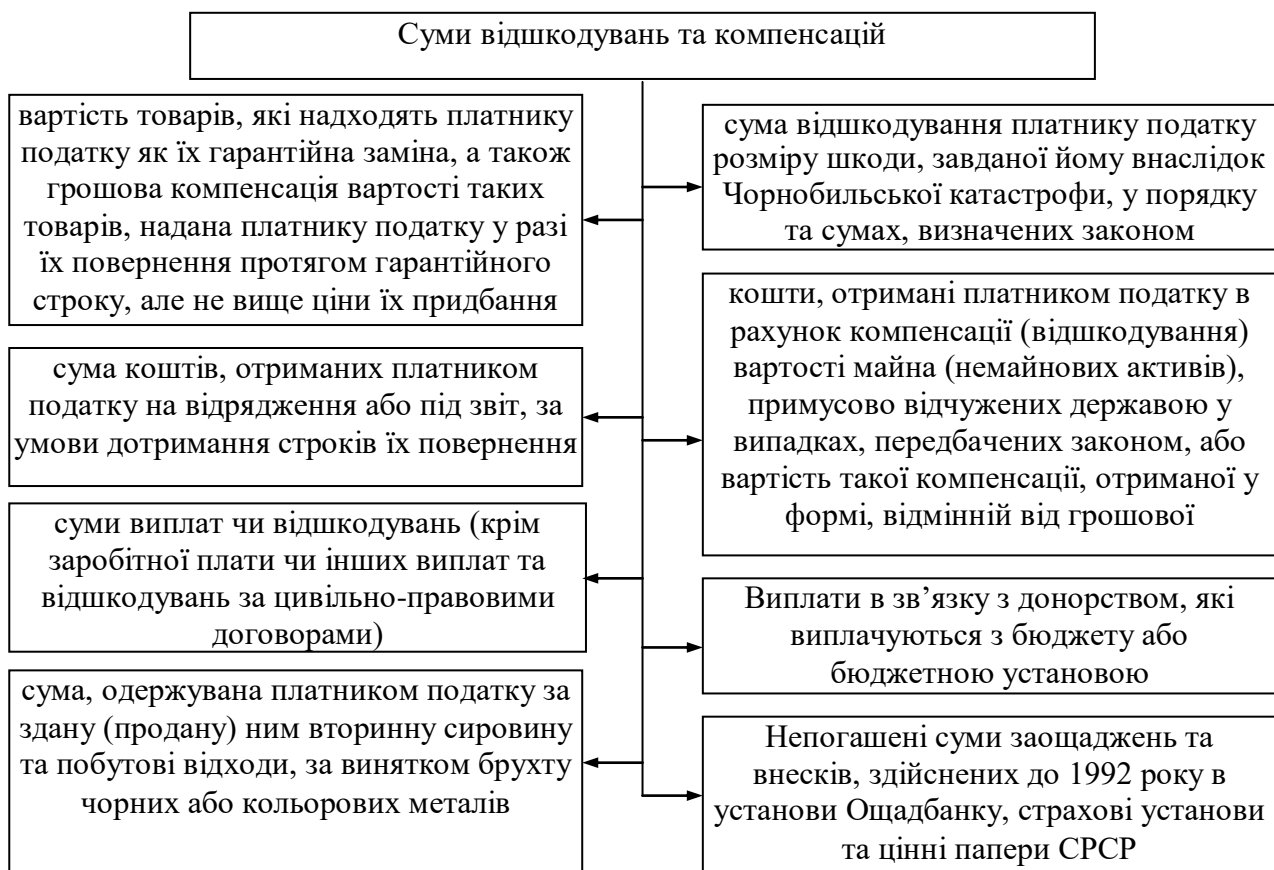 Суми відшкодувань та компенсацій
вартість товарів, які надходять платнику
податку як їх гарантійна заміна, а також
грошова компенсація вартості таких
товарів, надана платнику податку у разі
їх повернення протягом гарантійного
строку, але не вище ціни їх придбання
сума коштів, отриманих платником
податку на відрядження або під звіт, за
умови дотримання строків їх повернення
суми виплат чи відшкодувань (крім
заробітної плати чи інших виплат та
відшкодувань за цивільно-правовими
договорами)
сума, одержувана платником податку за
здану (продану) ним вторинну сировину
та побутові відходи, за винятком брухту
чорних або кольорових металів
сума відшкодування платнику податку
розміру шкоди, завданої йому внаслідок
Чорнобильської катастрофи, у порядку
та сумах, визначених законом
кошти, отримані платником податку в
рахунок компенсації (відшкодування)
вартості майна (немайнових активів),
примусово відчужених державою у
випадках, передбачених законом, або
вартість такої компенсації, отриманої у
формі, відмінній від грошової
Виплати в зв’язку з донорством, які
виплачуються з бюджету або
бюджетною установою
Непогашені суми заощаджень та
внесків, здійснених до 1992 року в
установи Ощадбанку, страхові установи
та цінні папери СРСР